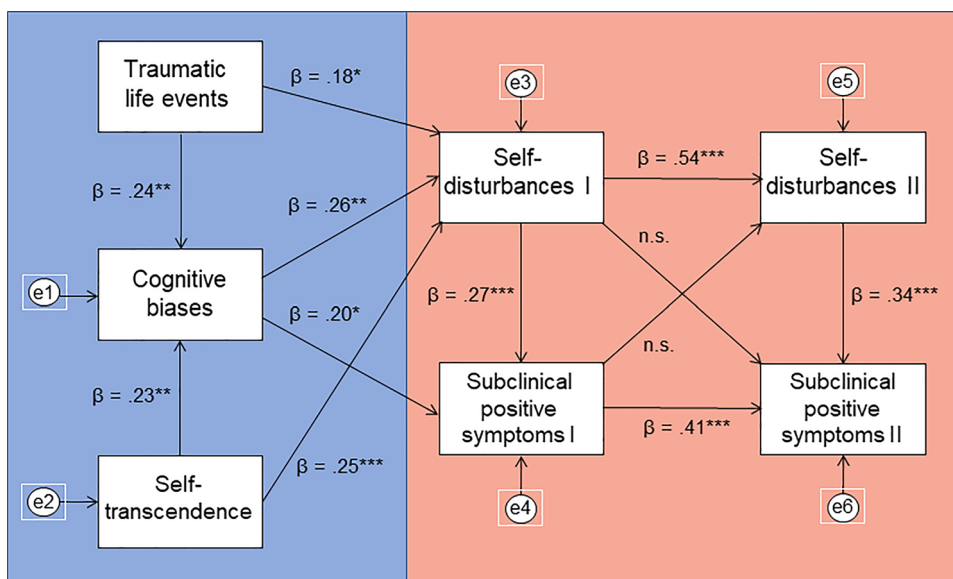 Traumatic
life events
β = .18*
e3
e5
Self-
disturbances I
β = .54***
Self-
disturbances II
β = .24**
β = .26**
n.s.
e1
Cognitive
biases
β = .27***
β = .34***
β = .20*
n.s.
β = .23**
Subclinical
positive
symptoms I
β = .41***
Subclinical
positive
symptoms II
β = .25***
e2
Self-
transcendence
e4
e6